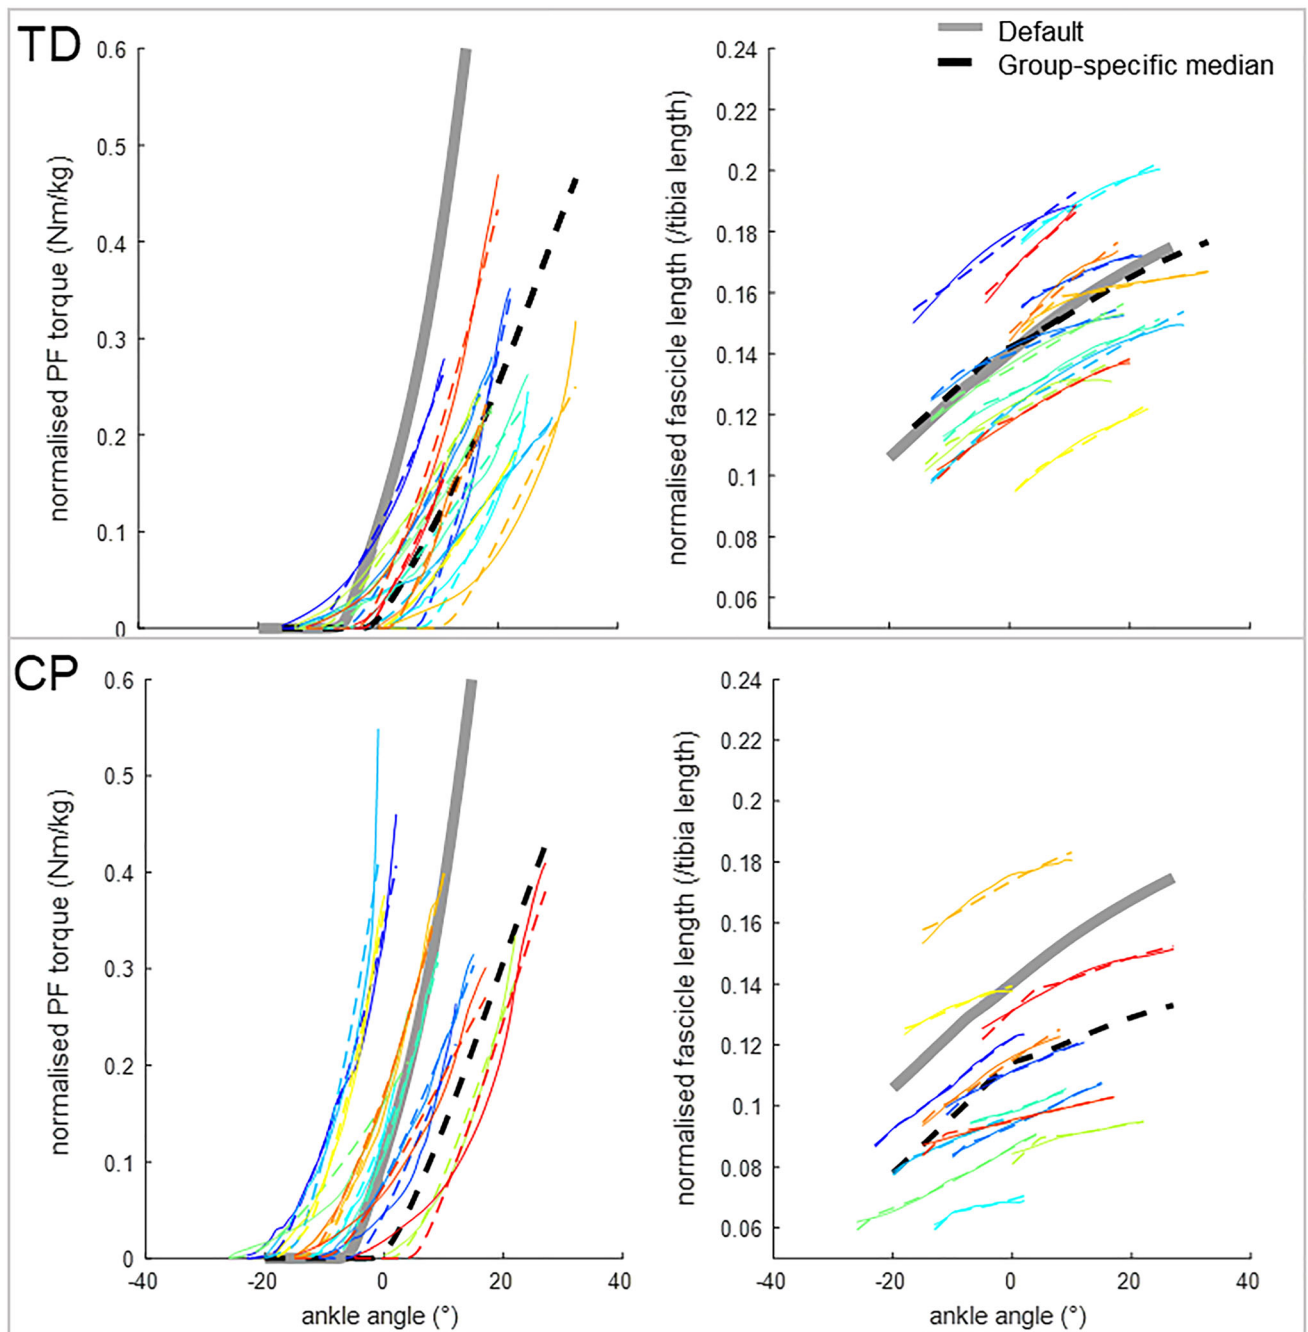 TD
Default
Group-specific median
normalised PF torque (Nm/kg)
0.6
0.5
0.4
0.3
0.2
0.1
0
normalised fascicle length (/tibia length)
0.24
0.22
0.2
0.18
0.16
0.14
0.12
0.1
0.08
0.06
CP
normalised PF torque (Nm/kg)
0.6
0.5
0.4
0.3
0.2
0.1
0
-40 -20 0 20 40
ankle angle (°)
normalised fascicle length (/tibia length)
0.24
0.22
0.2
0.18
0.16
0.14
0.12
0.1
0.08
0.06
-40 -20 0 20 40
ankle angle (°)